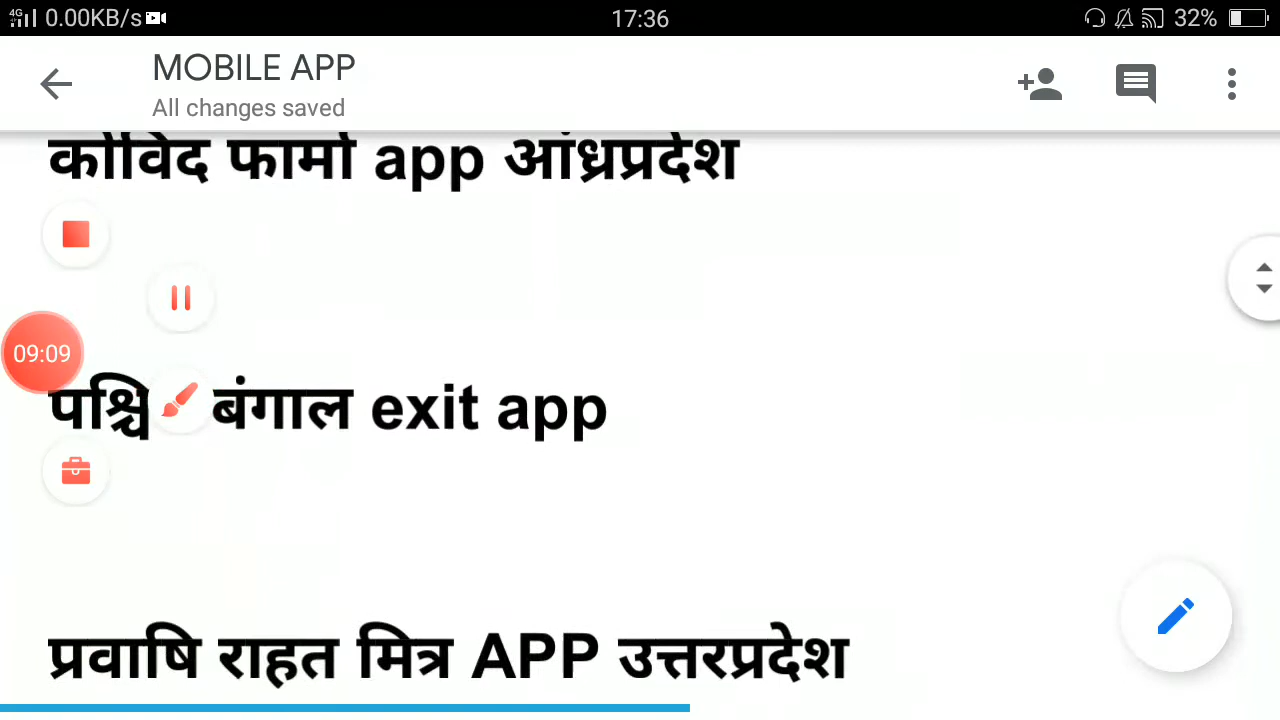 4G 0.00KB/s 17:36 32%
MOBILE APP
All changes saved
कोविद फार्मा app आंध्रप्रदेश
09:09
बंगाल exit app
प्रवाषि राहत मित्र APP उत्तरप्रदेश